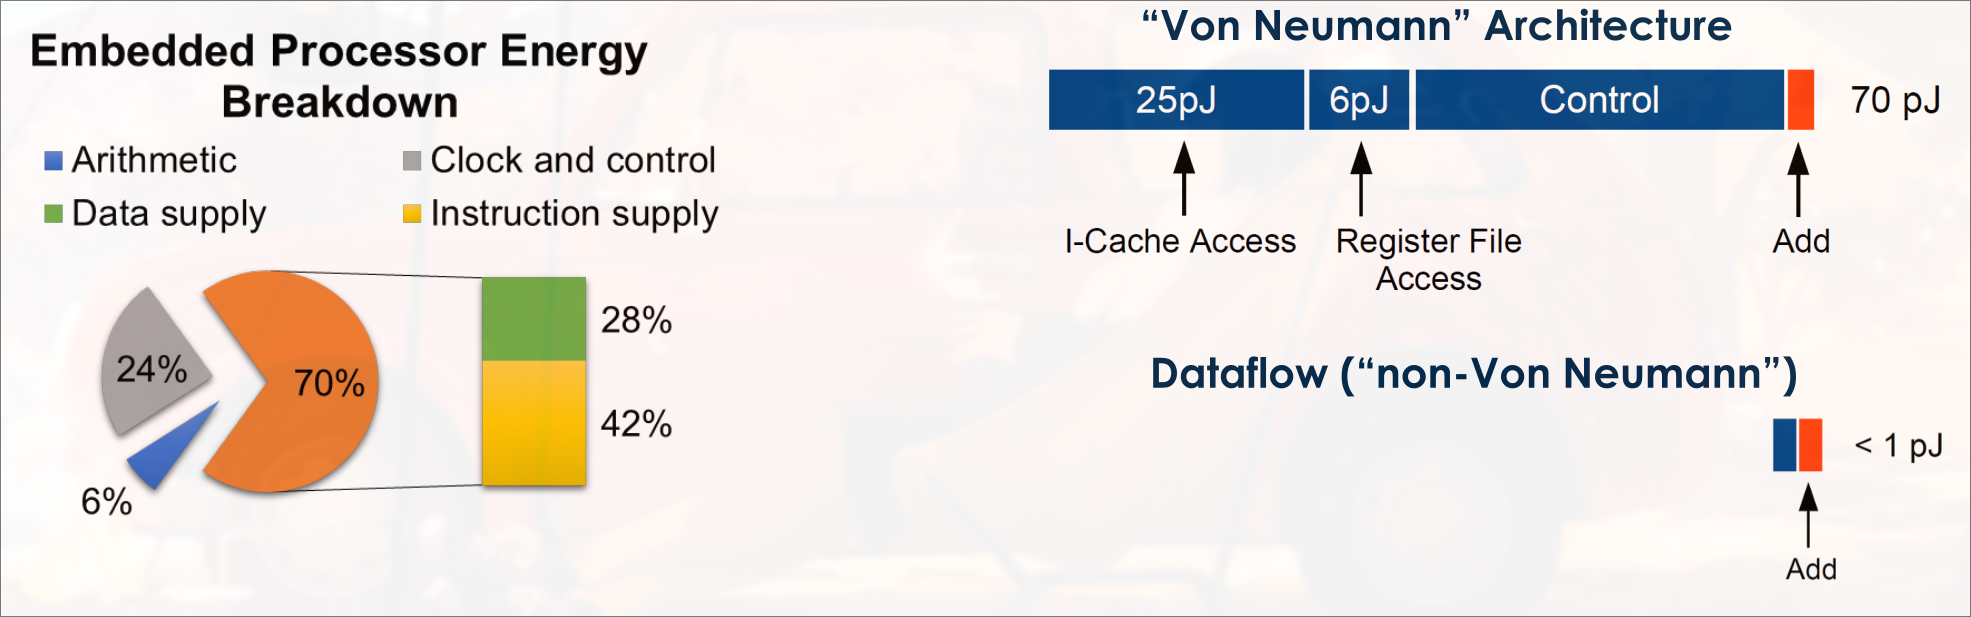 Embedded Processor Energy
Breakdown
Arithmetic
Clock and control
Data supply
Instruction supply
24%
70%
6%
28%
42%
“Von Neumann” Architecture
25pJ
6pJ
Control
70 pJ
I-Cache Access
Register File
Access
Add
Dataflow (“non-Von Neumann”)
< 1 pJ
Add